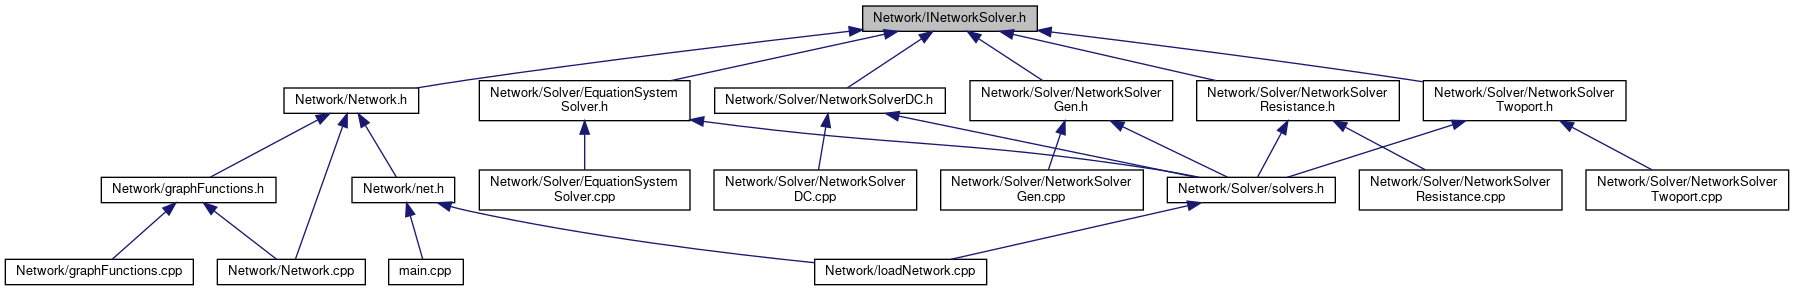 Network/INetworkSolver.h
Network/Network.h
Network/Solver/EquationSystem
Solver.h
Network/Solver/NetworkSolverDC.h
Network/Solver/NetworkSolver
Gen.h
Network/Solver/NetworkSolver
Resistance.h
Network/Solver/NetworkSolver
Twoport.h
Network/graphFunctions.h
Network/net.h
Network/Solver/EquationSystem
Solver.cpp
Network/Solver/NetworkSolver
DC.cpp
Network/Solver/NetworkSolver
Gen.cpp
Network/Solver/solvers.h
Network/Solver/NetworkSolver
Resistance.cpp
Network/Solver/NetworkSolver
Twoport.cpp
Network/graphFunctions.cpp
Network/Network.cpp
main.cpp
Network/loadNetwork.cpp